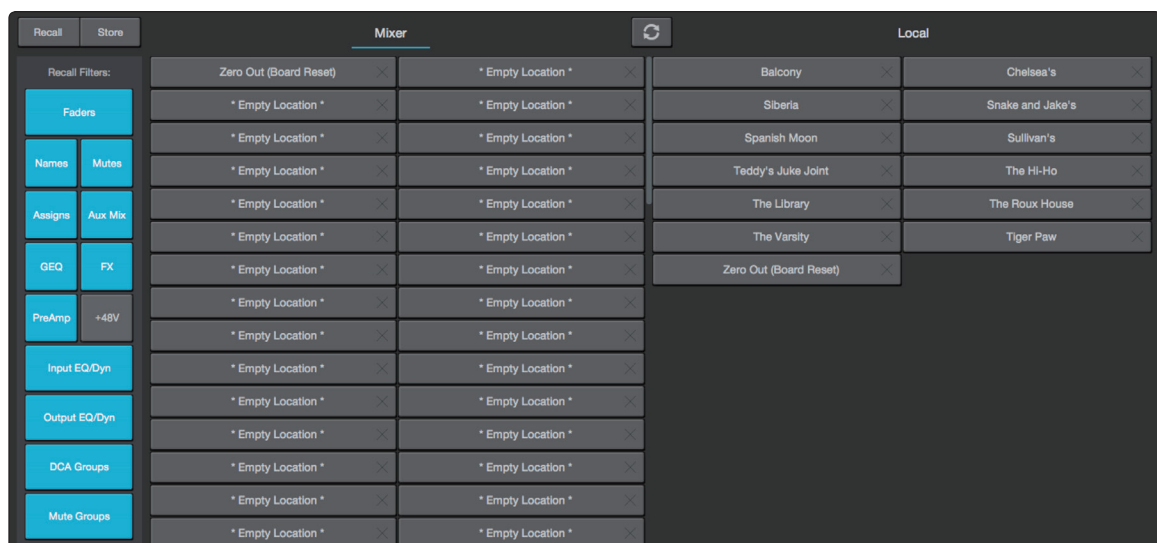 Recall Store Mixer Local
Recall Filters:
Faders
Names Mutes
Assigns Aux Mix
GEQ FX
PreAmp +48V
Input EQ/Dyn
Output EQ/Dyn
DCA Groups
Mute Groups
Zero Out (Board Reset) * Empty Location *
* Empty Location * * Empty Location *
* Empty Location * * Empty Location *
* Empty Location * * Empty Location *
* Empty Location * * Empty Location *
* Empty Location * * Empty Location *
* Empty Location * * Empty Location *
* Empty Location * * Empty Location *
* Empty Location * * Empty Location *
* Empty Location * * Empty Location *
* Empty Location * * Empty Location *
* Empty Location * * Empty Location *
* Empty Location * * Empty Location *
* Empty Location * * Empty Location *
* Empty Location * * Empty Location *
Balcony Chelsea's
Siberia Snake and Jake's
Spanish Moon Sullivan's
Teddy's Juke Joint The Hi-Ho
The Library The Roux House
The Varsity Tiger Paw
Zero Out (Board Reset)